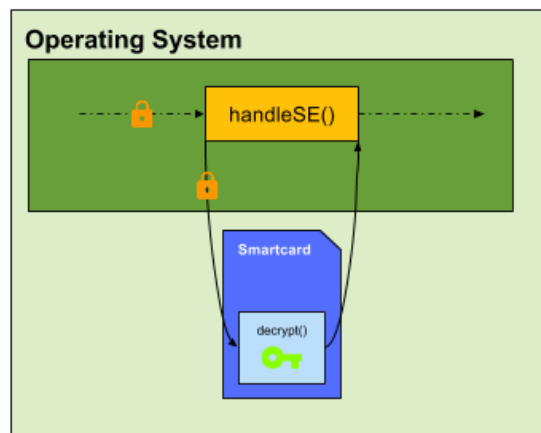 Operating System
handleSE()
Smartcard
decrypt()